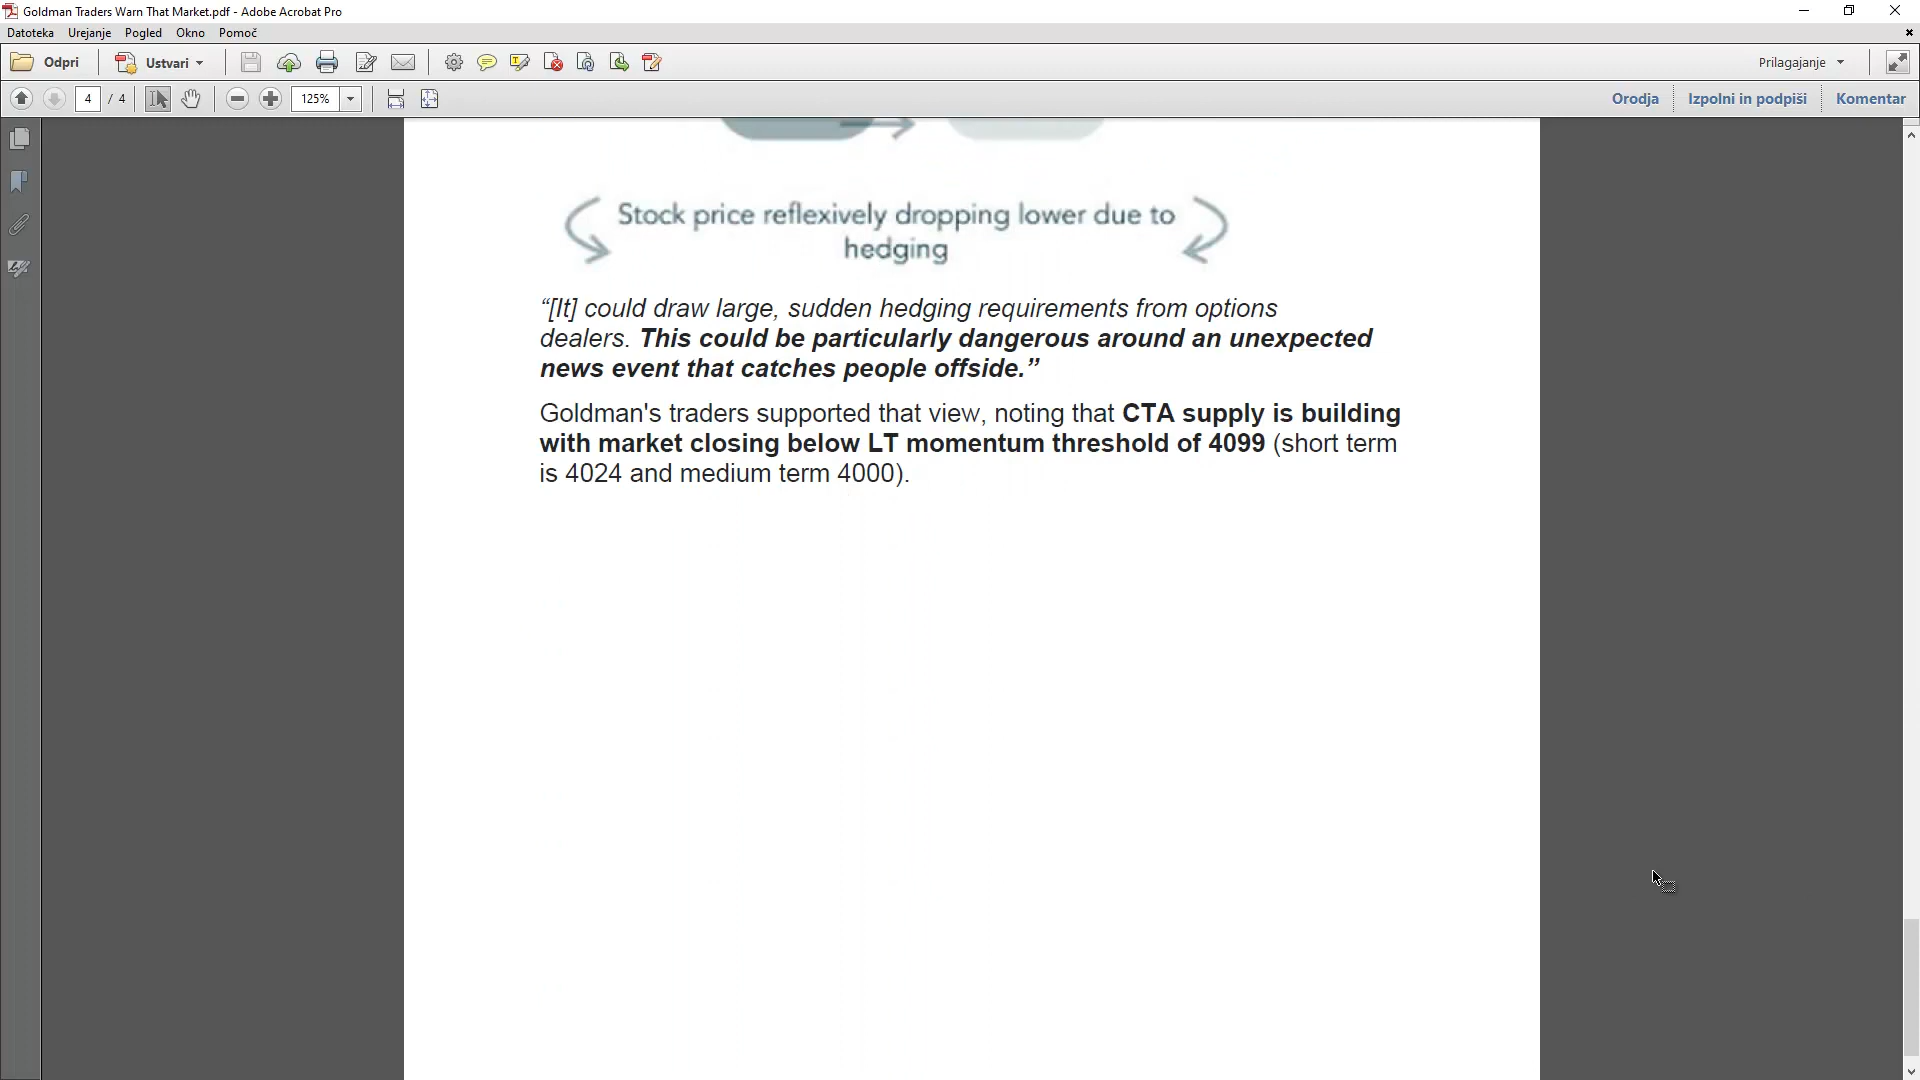 Goldman Traders Warn That Market.pdf - Adobe Acrobat Pro
Datoteka Urejanje Pogled Okno Pomoč
Odpri Ustvari Prilagajanje
4 / 4 125% Orodja Izpolni in podpiši Komentar
Stock price reflexively dropping lower due to
hedging
“[It] could draw large, sudden hedging requirements from options
dealers. This could be particularly dangerous around an unexpected
news event that catches people offside.”
Goldman's traders supported that view, noting that CTA supply is building
with market closing below LT momentum threshold of 4099 (short term
is 4024 and medium term 4000).